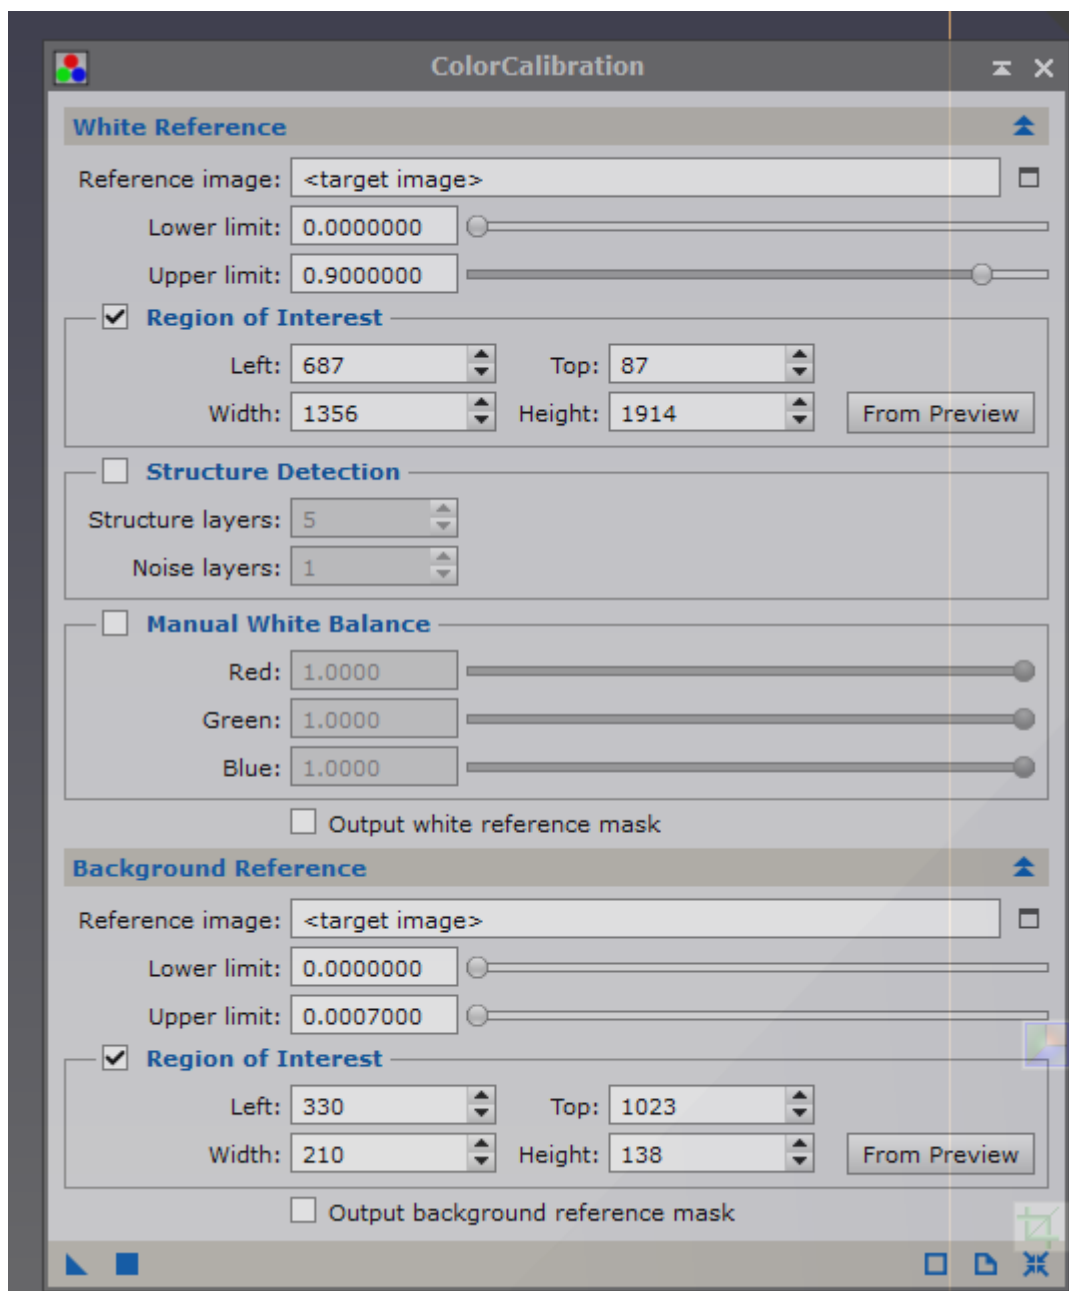 ColorCalibration
White Reference
Reference image: <target image>
Lower limit: 0.0000000
Upper limit: 0.9000000
Region of Interest
Left: 687 Top: 87
Width: 1356 Height: 1914 From Preview
Structure Detection
Structure layers: 5
Noise layers: 1
Manual White Balance
Red: 1.0000
Green: 1.0000
Blue: 1.0000
Output white reference mask
Background Reference
Reference image: <target image>
Lower limit: 0.0000000
Upper limit: 0.0007000
Region of Interest
Left: 330 Top: 1023
Width: 210 Height: 138 From Preview
Output background reference mask